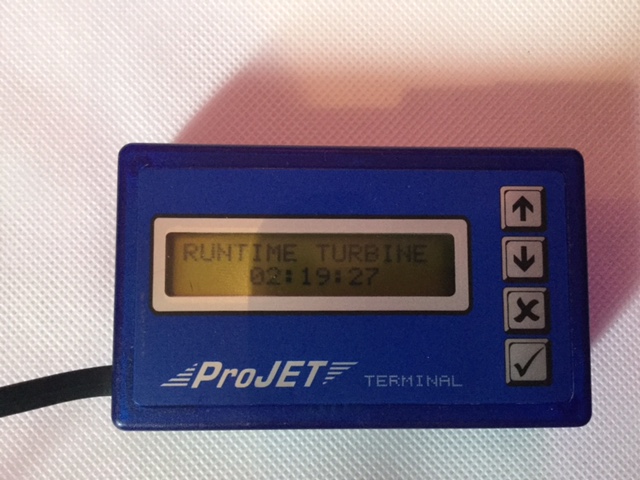 RUNTIME TURBINE
02:19:27
ProJET
TERMINAL